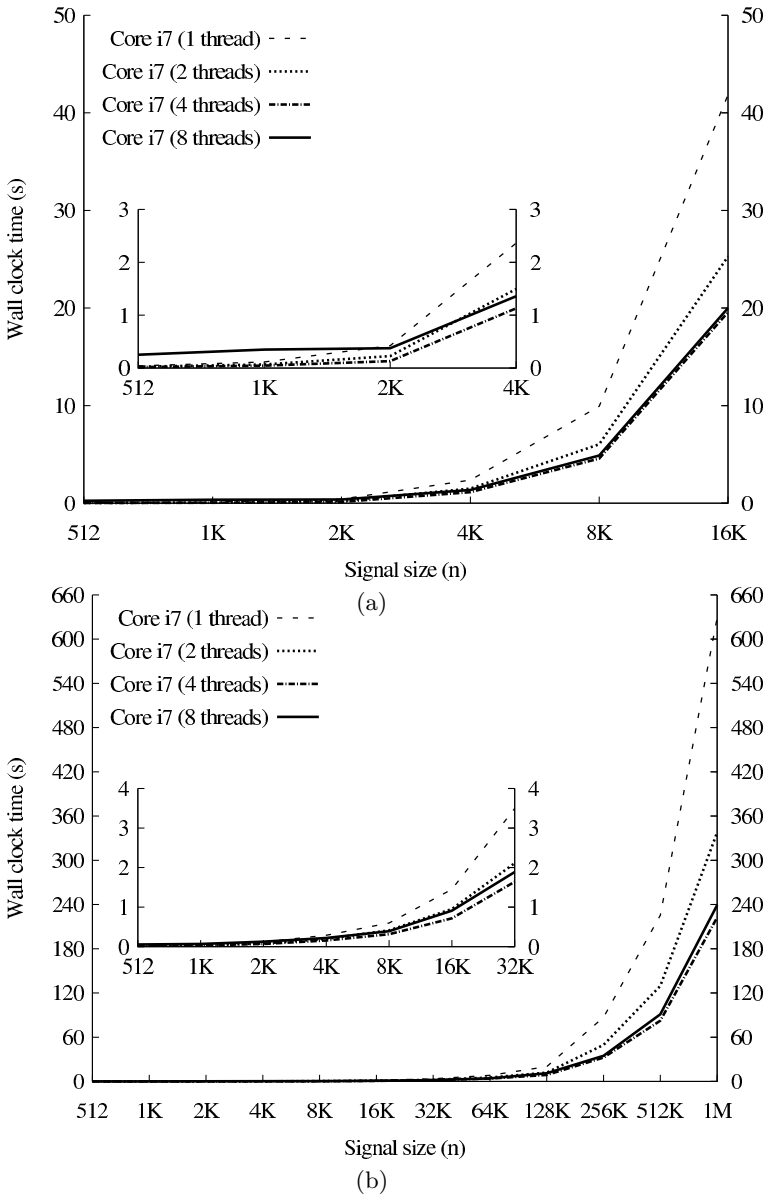 50 50
Core i7 (1 thread)
Core i7 (2 threads)
40 40
Core i7 (4 threads)
Core i7 (8 threads)
Wall clock time (s)
30 30
3 3
2 2
20 20
1 1
0 0
512 1K 2K 4K
10 10
0 0
512 1K 2K 4K 8K 16K
Signal size (n)
(a)
660 660
Core i7 (1 thread)
600 600
Core i7 (2 threads)
540 540
Core i7 (4 threads)
Core i7 (8 threads)
480 480
Wall clock time (s)
420 420
4 4
360 360
3 3
300 300
2 2
240 240
1 1
180 180
0 0
512 1K 2K 4K 8K 16K 32K
120 120
60 60
0 0
512 1K 2K 4K 8K 16K 32K 64K 128K 256K 512K 1M
Signal size (n)
(b)